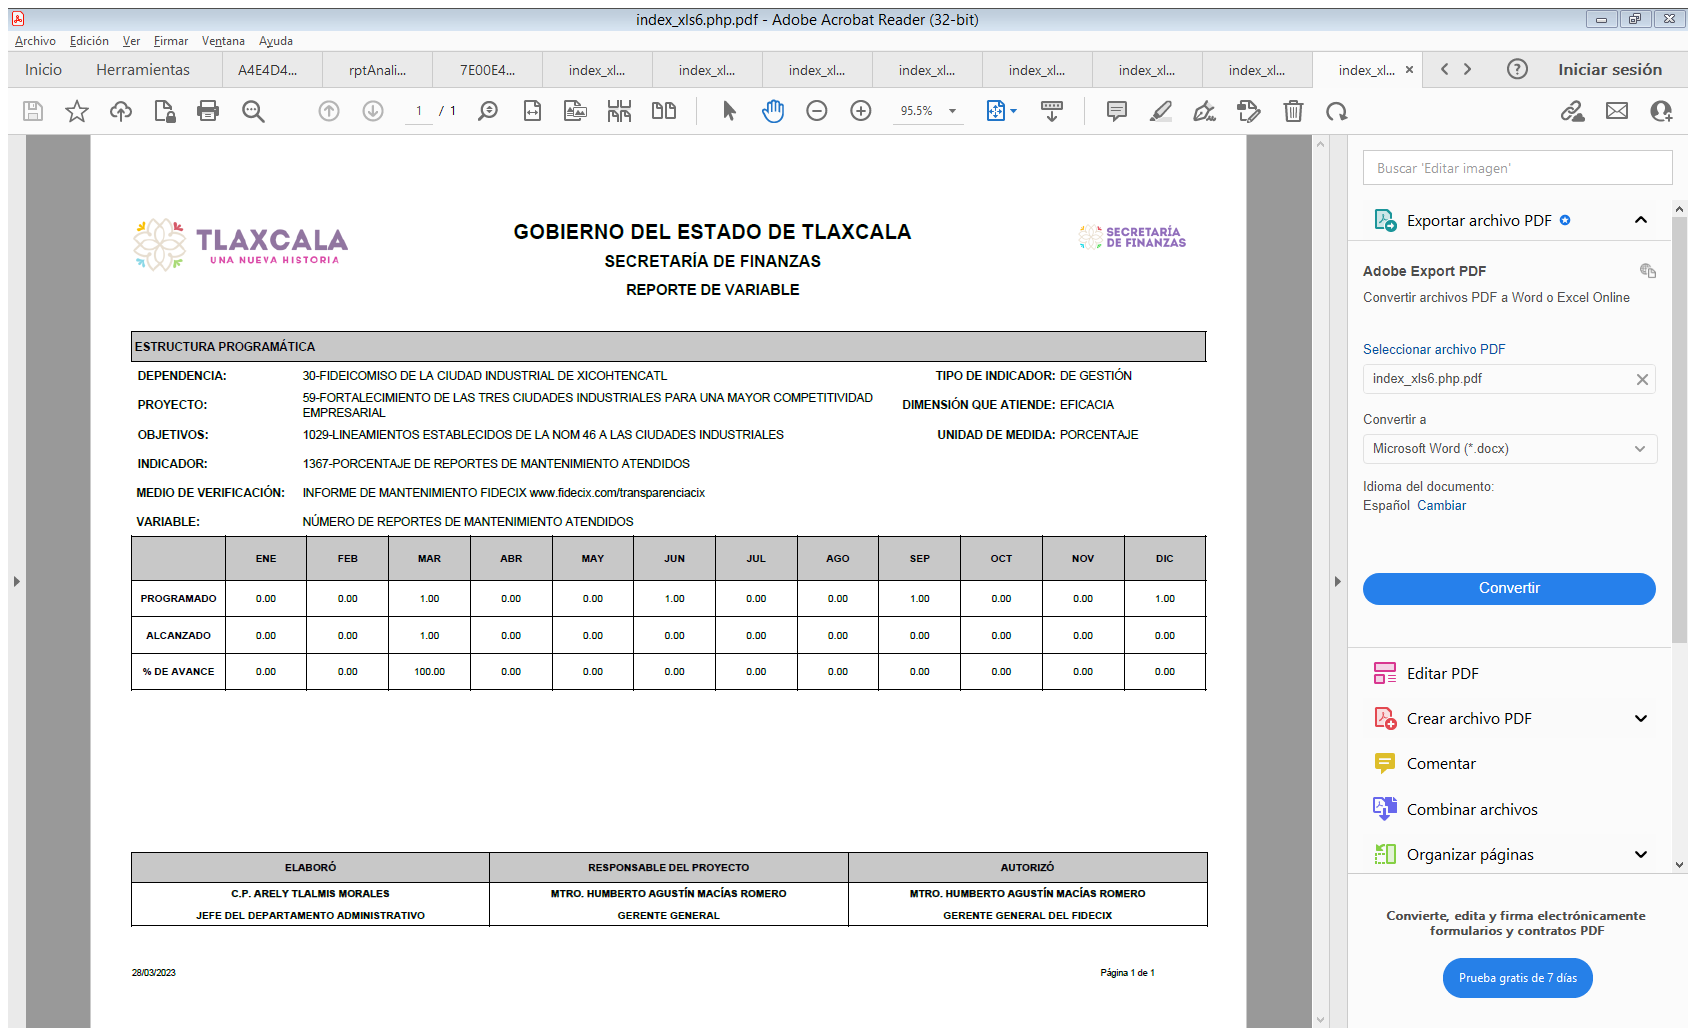 index_xls6.php.pdf - Adobe Acrobat Reader (32-bit)
Archivo Edición Ver Firmar Ventana Ayuda
Inicio Herramientas A4E4D4... rptAnali... 7E00E4... index_xl... index_xl... index_xl... index_xl... index_xl... index_xl... index_xl... index_xl... Iniciar sesión
1 / 1 95.5%
TLAXCALA
UNA NUEVA HISTORIA
GOBIERNO DEL ESTADO DE TLAXCALA
SECRETARÍA DE FINANZAS
REPORTE DE VARIABLE
SECRETARÍA
DE FINANZAS
ESTRUCTURA PROGRAMÁTICA
DEPENDENCIA: 30-FIDEICOMISO DE LA CIUDAD INDUSTRIAL DE XICOHTENCATL TIPO DE INDICADOR: DE GESTIÓN
PROYECTO: 59-FORTALECIMIENTO DE LAS TRES CIUDADES INDUSTRIALES PARA UNA MAYOR COMPETITIVIDAD
EMPRESARIAL DIMENSIÓN QUE ATIENDE: EFICACIA
OBJETIVOS: 1029-LINEAMIENTOS ESTABLECIDOS DE LA NOM 46 A LAS CIUDADES INDUSTRIALES UNIDAD DE MEDIDA: PORCENTAJE
INDICADOR: 1367-PORCENTAJE DE REPORTES DE MANTENIMIENTO ATENDIDOS
MEDIO DE VERIFICACIÓN: INFORME DE MANTENIMIENTO FIDECIX www.fidecix.com/transparenciacix
VARIABLE: NÚMERO DE REPORTES DE MANTENIMIENTO ATENDIDOS
ENE FEB MAR ABR MAY JUN JUL AGO SEP OCT NOV DIC
PROGRAMADO 0.00 0.00 1.00 0.00 0.00 1.00 0.00 0.00 1.00 0.00 0.00 1.00
ALCANZADO 0.00 0.00 1.00 0.00 0.00 0.00 0.00 0.00 0.00 0.00 0.00 0.00
% DE AVANCE 0.00 0.00 100.00 0.00 0.00 0.00 0.00 0.00 0.00 0.00 0.00 0.00
ELABORÓ RESPONSABLE DEL PROYECTO AUTORIZÓ
C.P. ARELY TLALMIS MORALES MTRO. HUMBERTO AGUSTÍN MACÍAS ROMERO MTRO. HUMBERTO AGUSTÍN MACÍAS ROMERO
JEFE DEL DEPARTAMENTO ADMINISTRATIVO GERENTE GENERAL GERENTE GENERAL DEL FIDECIX
28/03/2023 Página 1 de 1
Buscar 'Editar imagen'
Exportar archivo PDF
Adobe Export PDF
Convertir archivos PDF a Word o Excel Online
Seleccionar archivo PDF
index_xls6.php.pdf
Convertir a
Microsoft Word (*.docx)
Idioma del documento:
Español Cambiar
Convertir
Editar PDF
Crear archivo PDF
Comentar
Combinar archivos
Organizar páginas
Convierte, edita y firma electrónicamente
formularios y contratos PDF
Prueba gratis de 7 días